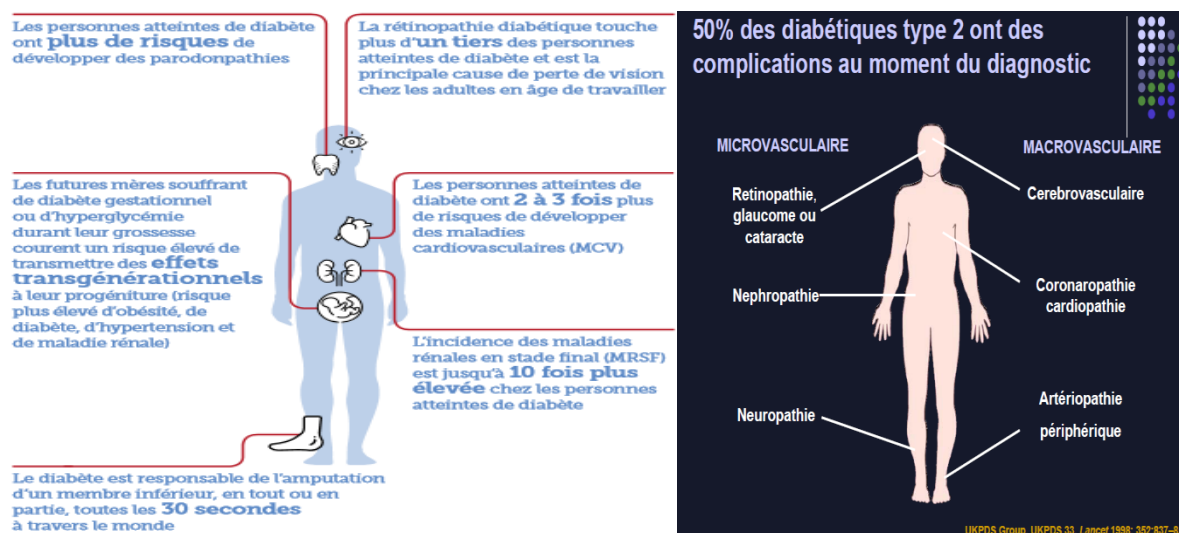 Les personnes atteintes de diabète
ont plus de risques de
développer des parodonpathies
La rétinopathie diabétique touche
plus d'un tiers des personnes
atteintes de diabète et est la
principale cause de perte de vision
chez les adultes en âge de travailler
Les futures mères souffrant
de diabète gestationnel
ou d'hyperglycémie
durant leur grossesse
courent un risque élevé de
transmettre des effets
transgénérationnels
à leur progéniture (risque
plus élevé d'obésité, de
diabète, d'hypertension et
de maladie rénale)
Les personnes atteintes de
diabète ont 2 à 3 fois plus
de risques de développer
des maladies
cardiovasculaires (MCV)
L'incidence des maladies
rénales en stade final (MRSF)
est jusqu'à 10 fois plus
élevée chez les personnes
atteintes de diabète
Le diabète est responsable de l'amputation
d'un membre inférieur, en tout ou en
partie, toutes les 30 secondes
à travers le monde
50% des diabétiques type 2 ont des
complications au moment du diagnostic
MICROVASCULAIRE
MACROVASCULAIRE
Retinopathie,
glaucome ou
cataracte
Cerebrovasculaire
Nephropathie
Coronaropathie
cardiopathie
Neuropathie
Artériopathie
périphérique
UKPDS Group. UKPDS 33. Lancet 1998; 352:837–8